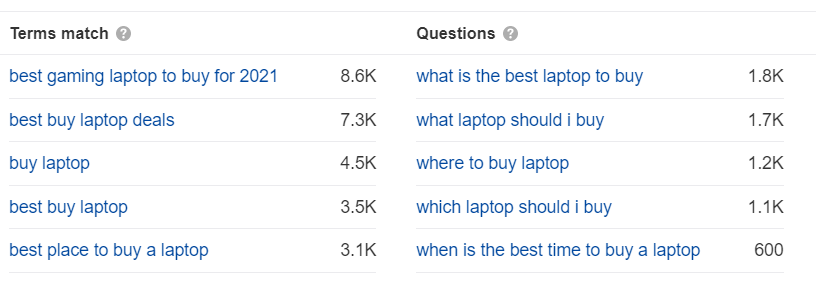 Terms match ?
Questions ?
best gaming laptop to buy for 2021 8.6K
what is the best laptop to buy 1.8K
best buy laptop deals 7.3K
what laptop should i buy 1.7K
buy laptop 4.5K
where to buy laptop 1.2K
best buy laptop 3.5K
which laptop should i buy 1.1K
best place to buy a laptop 3.1K
when is the best time to buy a laptop 600